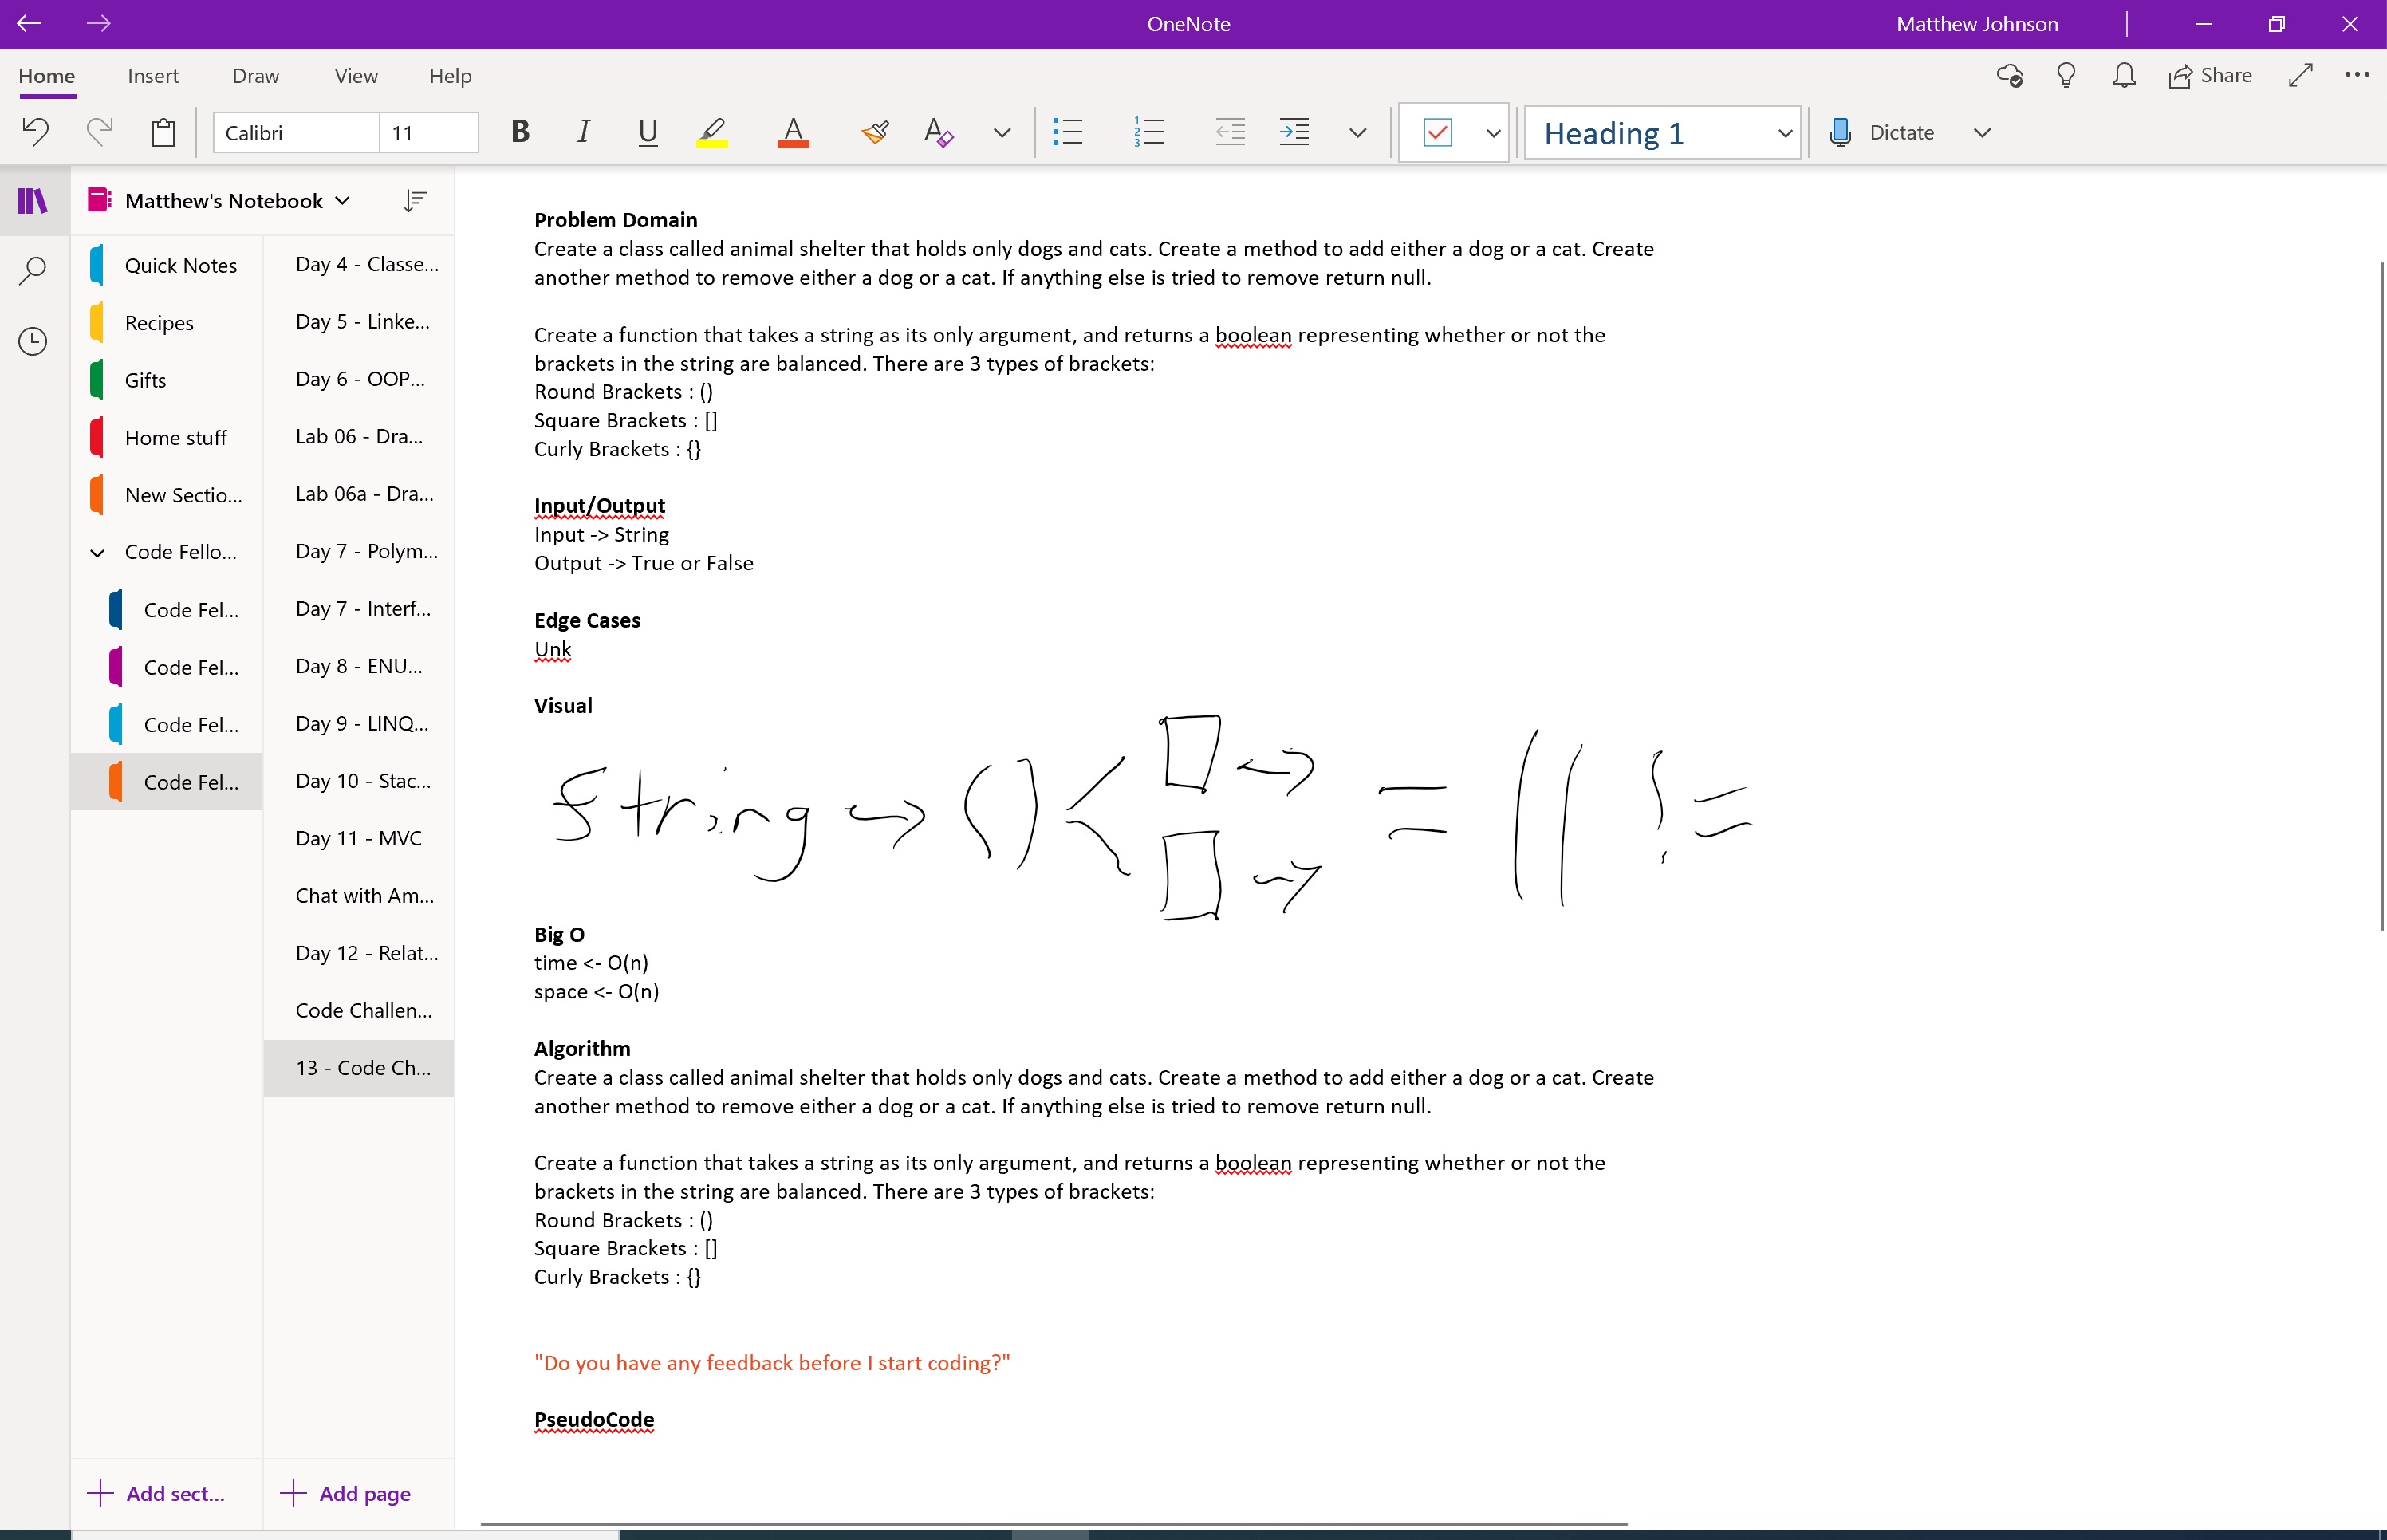 OneNote
Matthew Johnson
Home Insert Draw View Help
Share
Calibri 11 B I U A A Heading 1 Dictate
Matthew's Notebook
Quick Notes
Recipes
Gifts
Home stuff
New Sectio...
Code Fello...
Code Fel...
Code Fel...
Code Fel...
Code Fel...
Add sect...
Day 4 - Classe...
Day 5 - Linke...
Day 6 - OOP...
Lab 06 - Dra...
Lab 06a - Dra...
Day 7 - Polym...
Day 7 - Interf...
Day 8 - ENU...
Day 9 - LINQ...
Day 10 - Stac...
Day 11 - MVC
Chat with Am...
Day 12 - Relat...
Code Challen...
13 - Code Ch...
Add page
Problem Domain
Create a class called animal shelter that holds only dogs and cats. Create a method to add either a dog or a cat. Create
another method to remove either a dog or a cat. If anything else is tried to remove return null.
Create a function that takes a string as its only argument, and returns a boolean representing whether or not the
brackets in the string are balanced. There are 3 types of brackets:
Round Brackets : ()
Square Brackets : []
Curly Brackets : {}
Input/Output
Input -> String
Output -> True or False
Edge Cases
Unk
Visual
String → () < → → = || !=
Big O
time <- O(n)
space <- O(n)
Algorithm
Create a class called animal shelter that holds only dogs and cats. Create a method to add either a dog or a cat. Create
another method to remove either a dog or a cat. If anything else is tried to remove return null.
Create a function that takes a string as its only argument, and returns a boolean representing whether or not the
brackets in the string are balanced. There are 3 types of brackets:
Round Brackets : ()
Square Brackets : []
Curly Brackets : {}
"Do you have any feedback before I start coding?"
PseudoCode